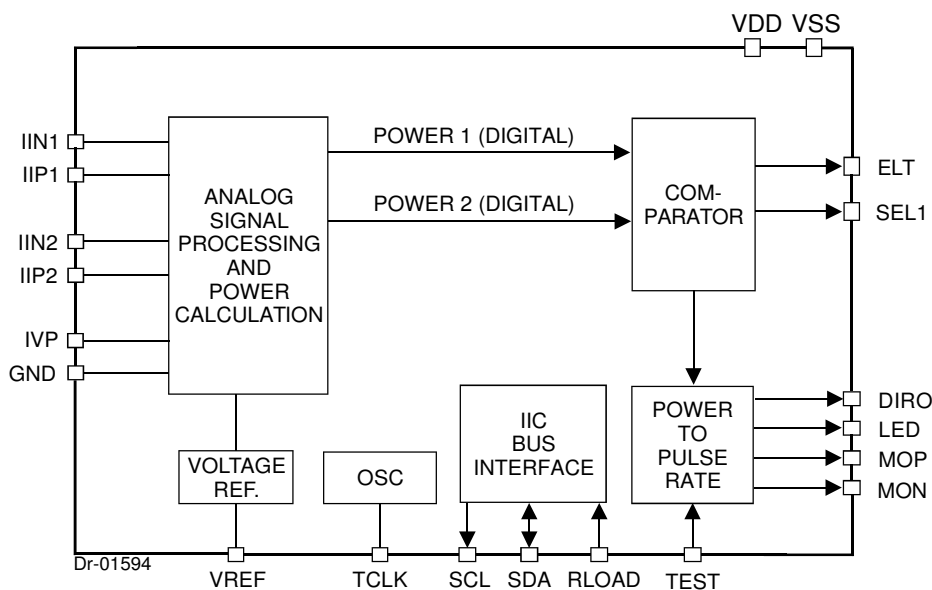 VDD VSS
IIN1
IIP1
IIN2
IIP2
IVP
GND
ANALOG
SIGNAL
PROCESSING
AND
POWER
CALCULATION
POWER 1 (DIGITAL)
POWER 2 (DIGITAL)
COM-
PARATOR
ELT
SEL1
VOLTAGE
REF.
OSC
IIC
BUS
INTERFACE
POWER
TO
PULSE
RATE
DIRO
LED
MOP
MON
Dr-01594
VREF TCLK SCL SDA RLOAD TEST